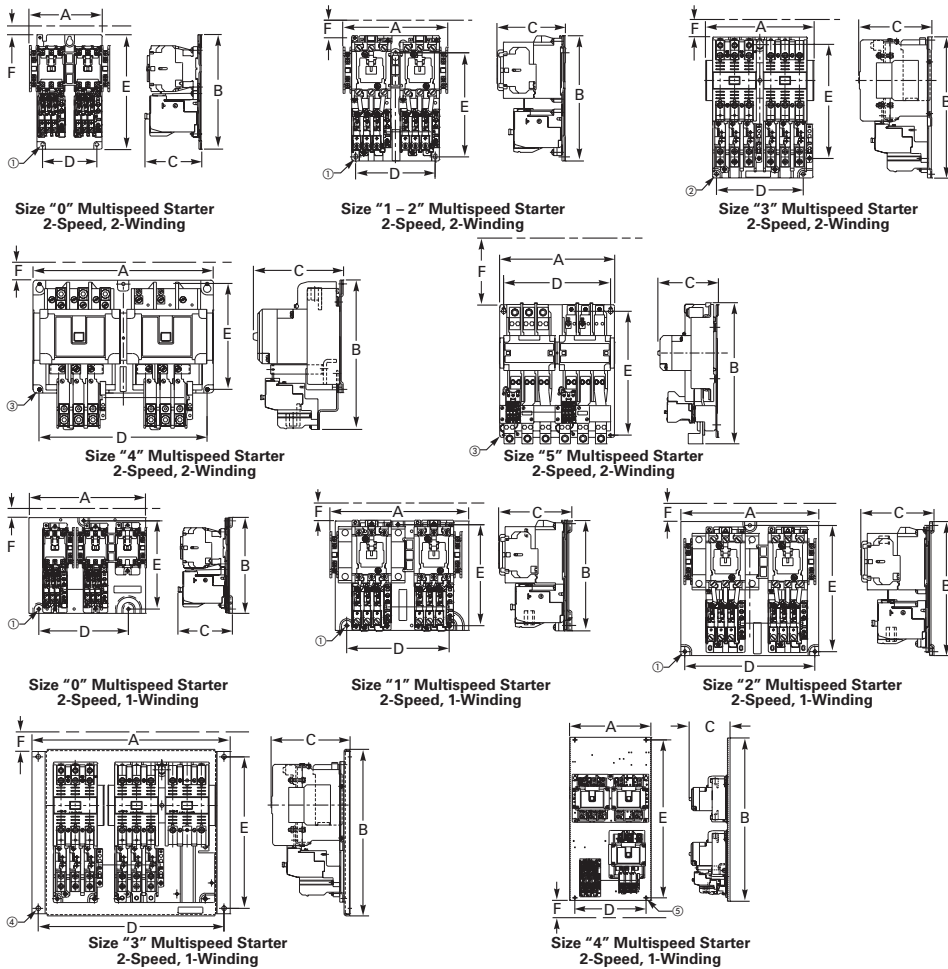 A
F
E
B
①
D
C
Size "0" Multispeed Starter
2-Speed, 2-Winding
F
A
C
E
B
①
D
Size "1 – 2" Multispeed Starter
2-Speed, 2-Winding
F
A
C
E
B
②
D
Size "3" Multispeed Starter
2-Speed, 2-Winding
F
A
C
E
B
③
D
Size "4" Multispeed Starter
2-Speed, 2-Winding
F
A
D
C
E
B
③
Size "5" Multispeed Starter
2-Speed, 2-Winding
A
F
E
B
①
D
C
Size "0" Multispeed Starter
2-Speed, 1-Winding
F
A
C
E
B
①
D
Size "1" Multispeed Starter
2-Speed, 1-Winding
F
A
C
E
B
①
D
Size "2" Multispeed Starter
2-Speed, 1-Winding
F
A
C
E
B
④
D
Size "3" Multispeed Starter
2-Speed, 1-Winding
A
C
E
B
F
D
⑤
Size "4" Multispeed Starter
2-Speed, 1-Winding